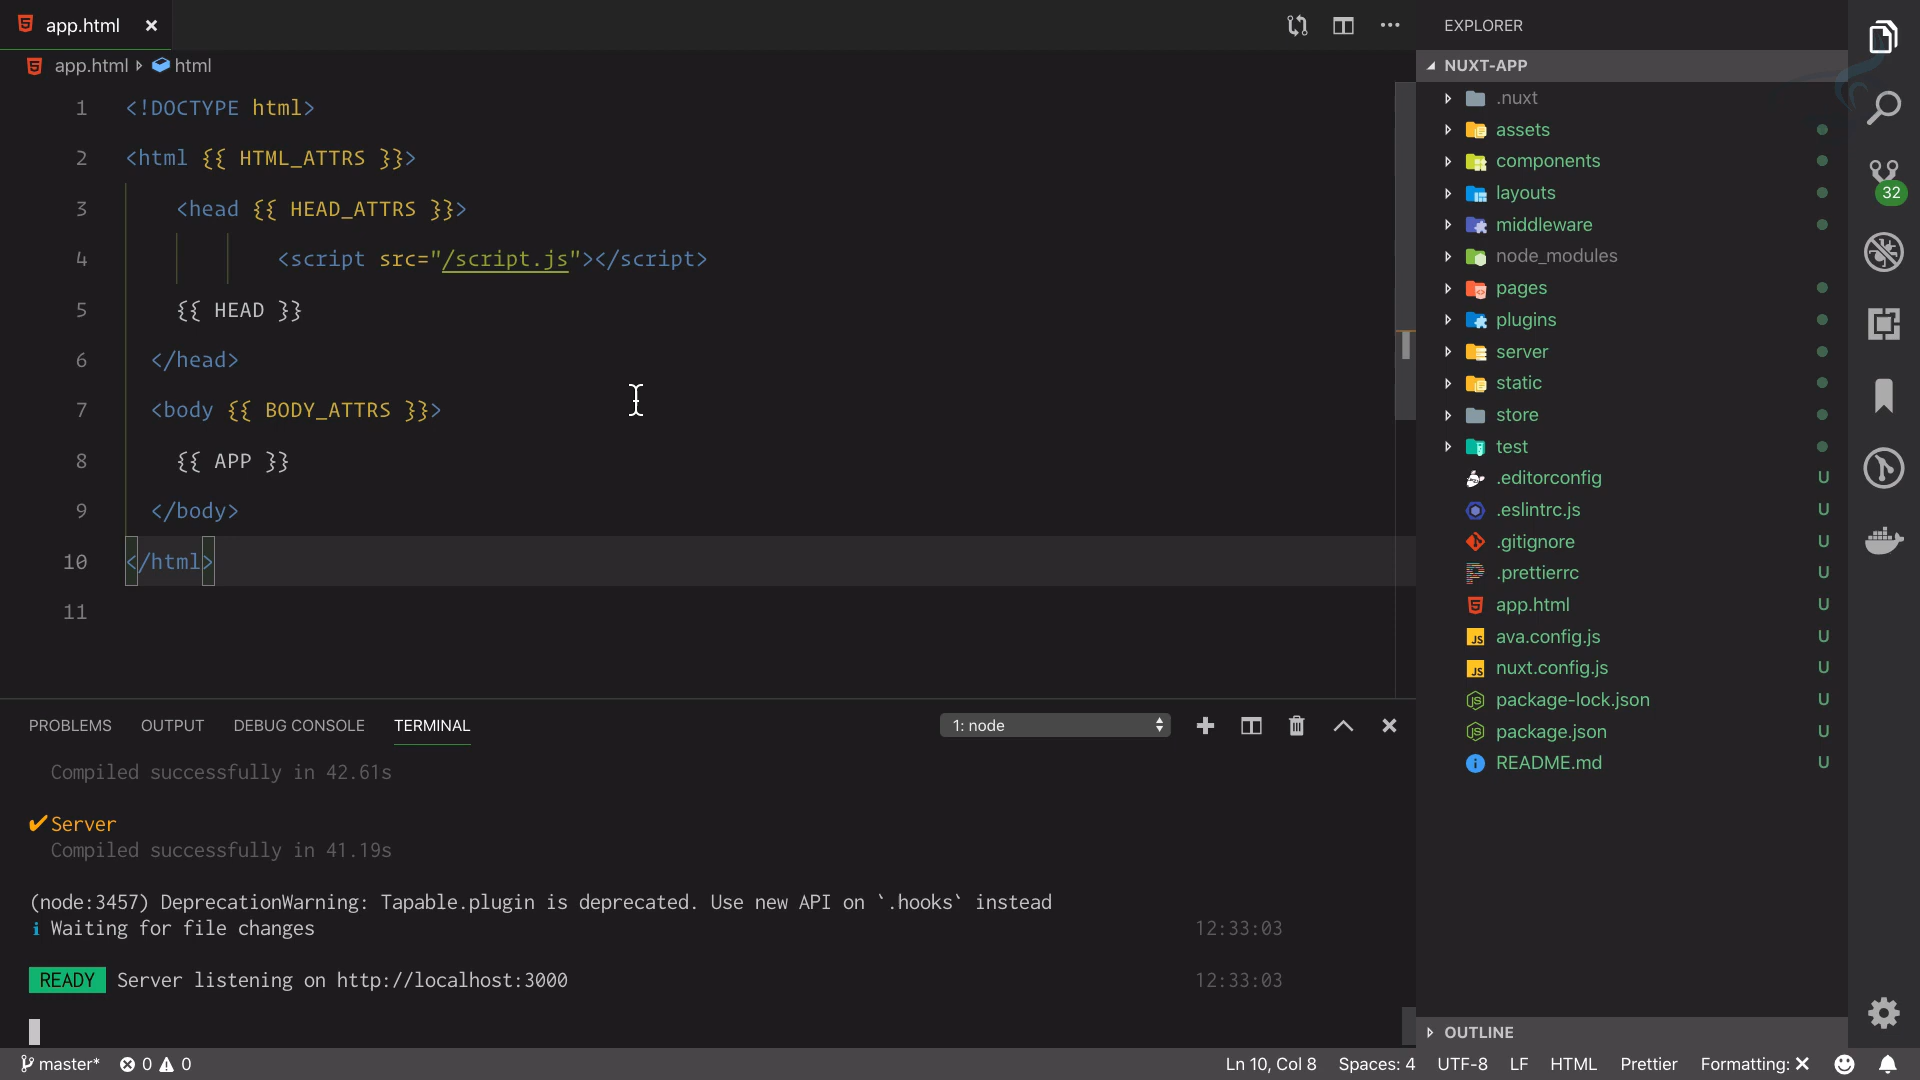 app.html
EXPLORER
app.html html
NUXT-APP
1 <!DOCTYPE html>
2 <html {{ HTML_ATTRS }}>
3 <head {{ HEAD_ATTRS }}>
4 <script src="/script.js"></script>
5 {{ HEAD }}
6 </head>
7 <body {{ BODY_ATTRS }}>
8 {{ APP }}
9 </body>
10 </html>
11
.nuxt
assets
components
layouts
middleware
node_modules
pages
plugins
server
static
store
test
.editorconfig U
.eslintrc.js U
.gitignore U
.prettierrc U
app.html U
ava.config.js U
nuxt.config.js U
package-lock.json U
package.json U
README.md U
32
PROBLEMS OUTPUT DEBUG CONSOLE TERMINAL 1: node
Compiled successfully in 42.61s
✔Server
Compiled successfully in 41.19s
(node:3457) DeprecationWarning: Tapable.plugin is deprecated. Use new API on `.hooks` instead
ℹ Waiting for file changes 12:33:03
READY Server listening on http://localhost:3000 12:33:03
OUTLINE
master* 0 0 Ln 10, Col 8 Spaces: 4 UTF-8 LF HTML Prettier Formatting: ✕